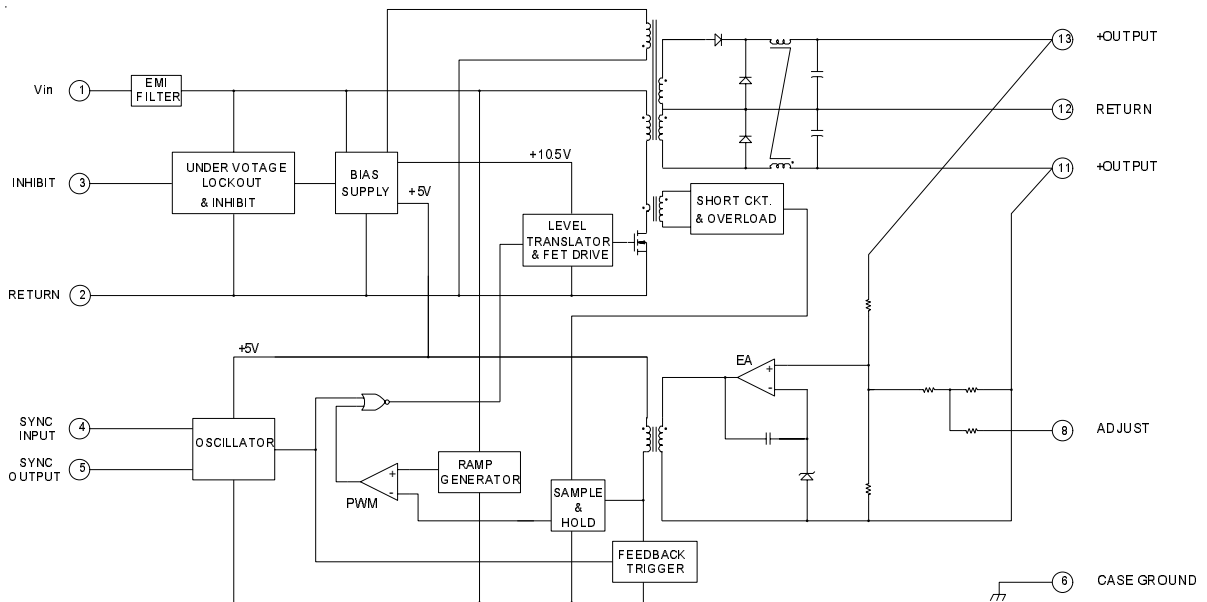 13 +OUTPUT
Vin 1 EMI
FILTER
12 RETURN
+10.5V
INHIBIT 3 UNDER VOTAGE
LOCKOUT
& INHIBIT
BIAS
SUPPLY
+5V
11 +OUTPUT
SHORT CKT.
& OVERLOAD
LEVEL
TRANSLATOR
& FET DRIVE
RETURN 2
+5V
EA
+
-
SYNC
INPUT
4
SYNC
OUTPUT
5
OSCILLATOR
8 ADJUST
RAMP
GENERATOR
+
-
PWM
SAMPLE
&
HOLD
FEEDBACK
TRIGGER
6 CASE GROUND